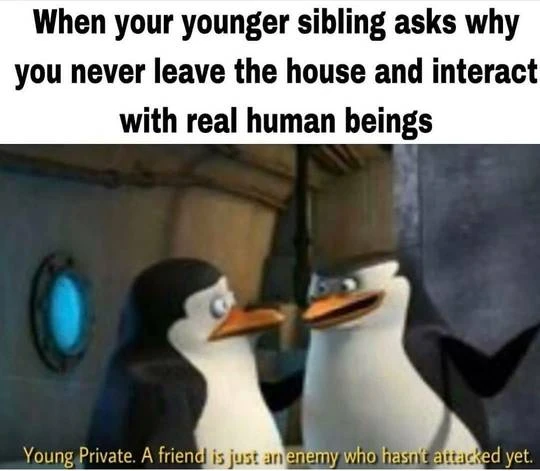 When your younger sibling asks why
you never leave the house and interact
with real human beings
Young Private. A friend is just an enemy who hasn't attacked yet.